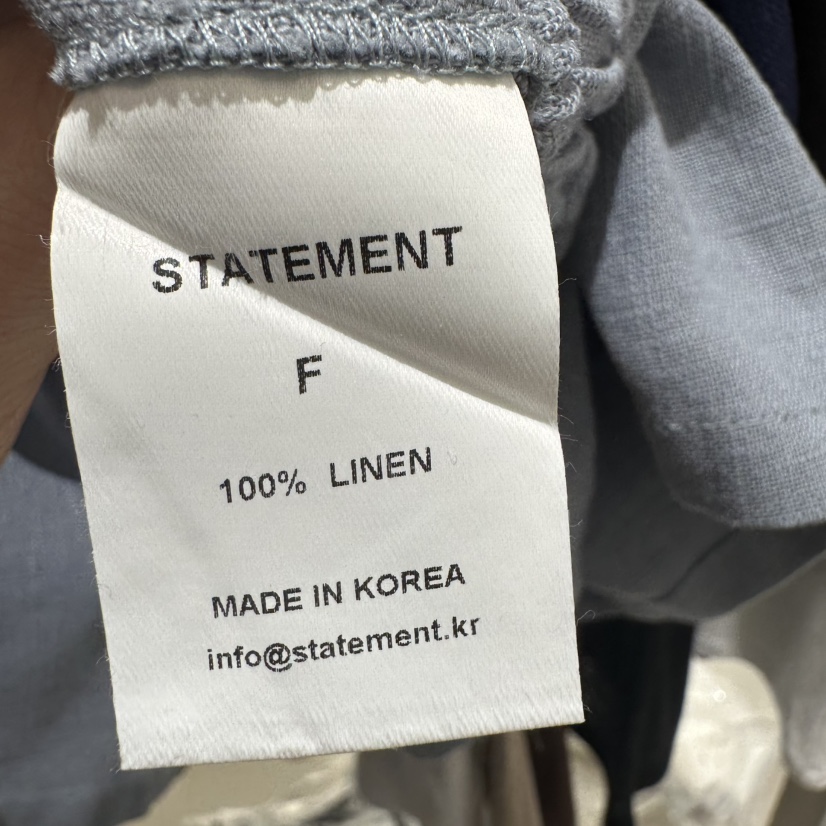 STATEMENT
F
100% LINEN
MADE IN KOREA
info@statement.kr